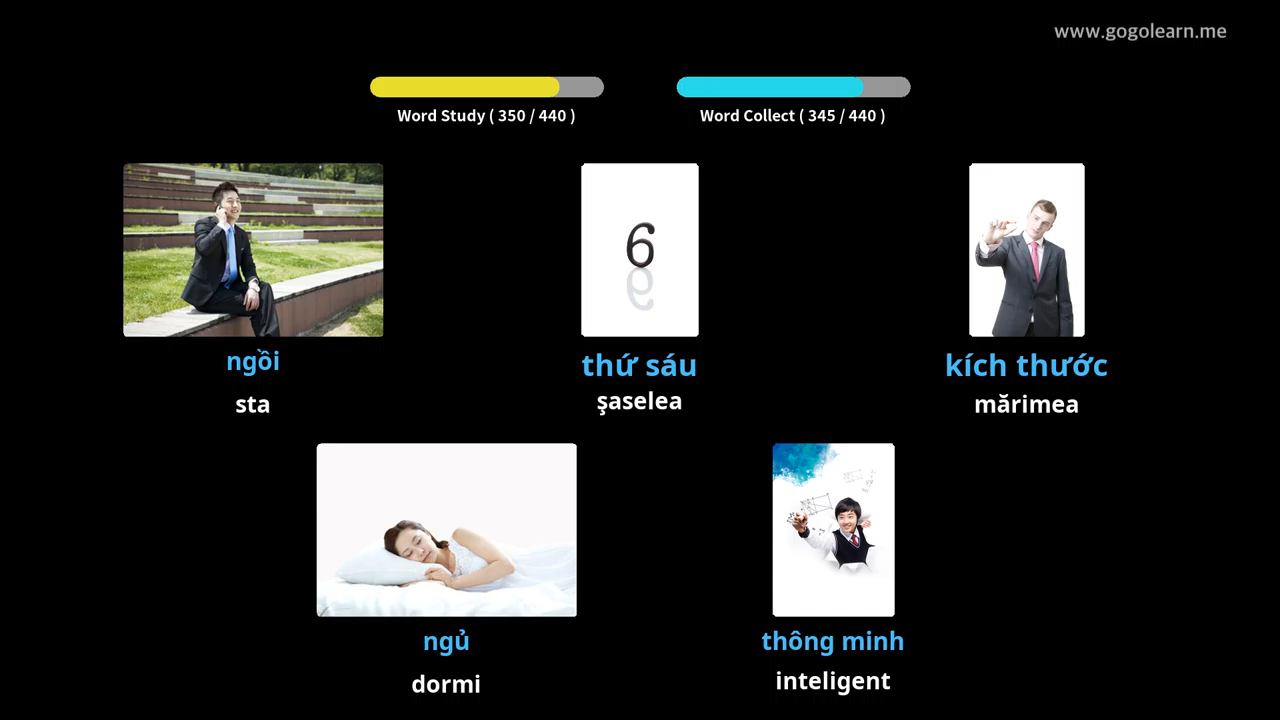 www.gogolearn.me
Word Study ( 350 / 440 )
Word Collect ( 345 / 440 )
6
ngồi
thứ sáu
kích thước
sta
şaselea
mărimea
ngủ
thông minh
dormi
inteligent